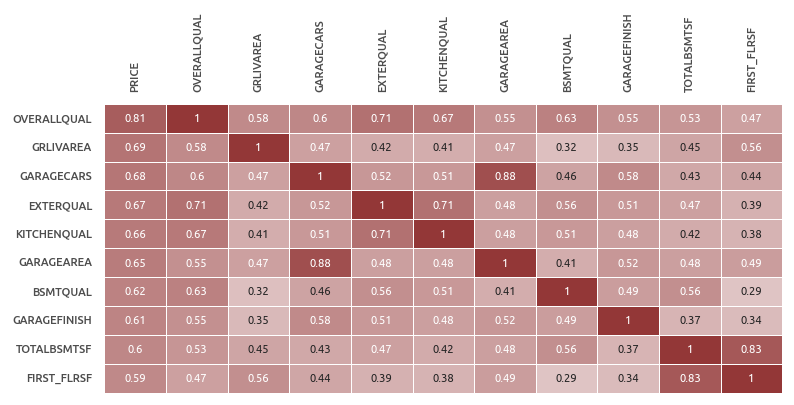 PRICE OVERALLQUAL GRLIVAREA GARAGECARS EXTERQUAL KITCHENQUAL GARAGEAREA BSMTQUAL GARAGEFINISH TOTALBSMTSF FIRST_FLRSF
OVERALLQUAL 0.81 1 0.58 0.6 0.71 0.67 0.55 0.63 0.55 0.53 0.47
GRLIVAREA 0.69 0.58 1 0.47 0.42 0.41 0.47 0.32 0.35 0.45 0.56
GARAGECARS 0.68 0.6 0.47 1 0.52 0.51 0.88 0.46 0.58 0.43 0.44
EXTERQUAL 0.67 0.71 0.42 0.52 1 0.71 0.48 0.56 0.51 0.47 0.39
KITCHENQUAL 0.66 0.67 0.41 0.51 0.71 1 0.48 0.51 0.48 0.42 0.38
GARAGEAREA 0.65 0.55 0.47 0.88 0.48 0.48 1 0.41 0.52 0.48 0.49
BSMTQUAL 0.62 0.63 0.32 0.46 0.56 0.51 0.41 1 0.49 0.56 0.29
GARAGEFINISH 0.61 0.55 0.35 0.58 0.51 0.48 0.52 0.49 1 0.37 0.34
TOTALBSMTSF 0.6 0.53 0.45 0.43 0.47 0.42 0.48 0.56 0.37 1 0.83
FIRST_FLRSF 0.59 0.47 0.56 0.44 0.39 0.38 0.49 0.29 0.34 0.83 1